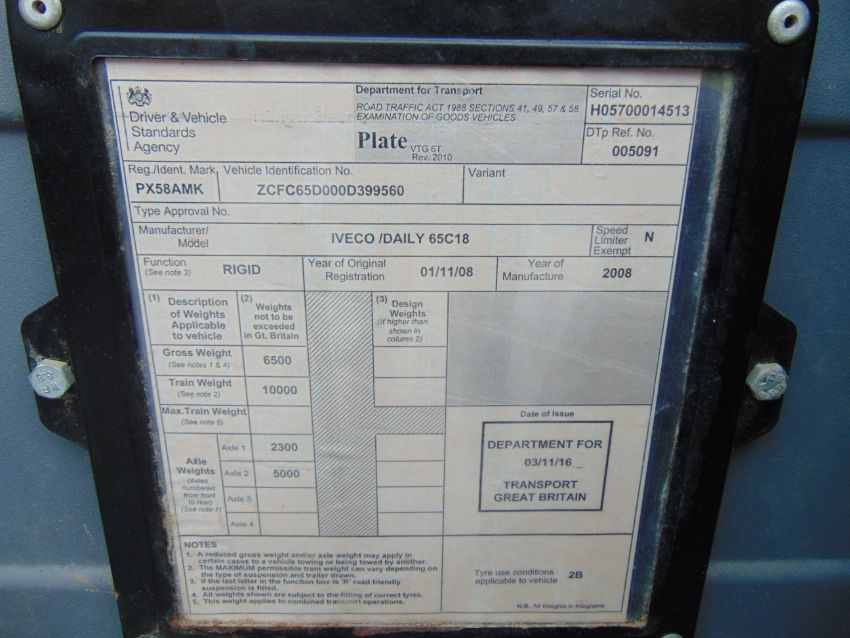 Driver & Vehicle
Standards
Agency
Department for Transport
ROAD TRAFFIC ACT 1988 SECTIONS 41, 49, 57 & 58
EXAMINATION OF GOODS VEHICLES
Plate VTG 6T
Rev. 2010
Serial No.
H05700014513
DTp Ref. No.
005091
Reg./Ident. Mark
PX58AMK
Vehicle Identification No.
ZCFC65D000D399560
Variant
Type Approval No.
Manufacturer/
Model
IVECO /DAILY 65C18
Speed
Limiter
Exempt
N
Function
(See note 3)
RIGID
Year of Original
Registration
01/11/08
Year of
Manufacture
2008
(1) Description
of Weights
Applicable
to vehicle
(2) Weights
not to be
exceeded
in Gt. Britain
(3) Design
Weights
(If higher than
shown in
column 2)
Gross Weight
(See notes 1 & 4)
6500
Train Weight
(See note 2)
10000
Max. Train Weight
(See note 5)
Axle
Weights
(Axles
numbered
from front
to rear)
(See note 4)
Axle 1
2300
Axle 2
5000
Axle 3
Axle 4
Date of Issue
DEPARTMENT FOR
03/11/16
TRANSPORT
GREAT BRITAIN
NOTES
1. A reduced gross weight and/or axle weight may apply in
certain cases to a vehicle towing or being towed by another.
2. The MAXIMUM permissible train weight can vary depending on
the type of suspension and trailer drawn.
3. If the last letter in the function box is 'R' road friendly
suspension is fitted.
4. All weights shown are subject to the fitting of correct tyres.
5. This weight applies to combined transport operations.
Tyre use conditions
applicable to vehicle
2B
N.B. All Weights in Kilograms
8.8